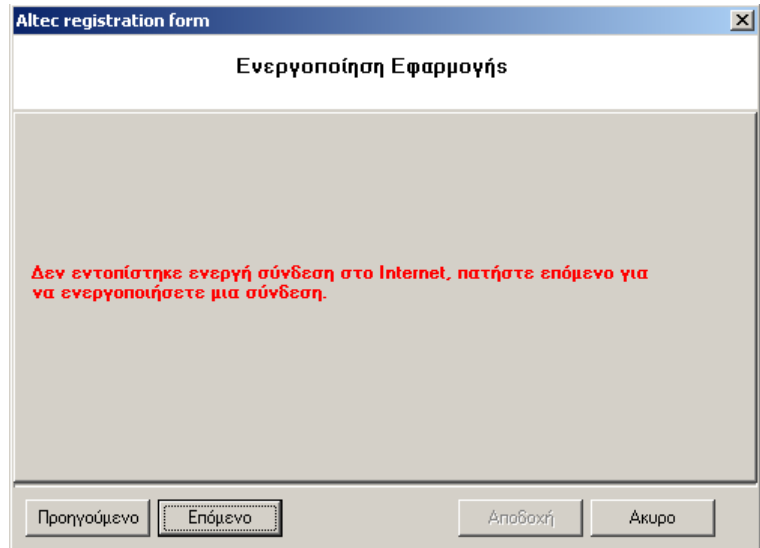 Altec registration form
Ενεργοποίηση Εφαρμογής
Δεν εντοπίστηκε ενεργή σύνδεση στο Internet, πατήστε επόμενο για
να ενεργοποιήσετε μια σύνδεση.
Προηγούμενο Επόμενο Αποδοχή Ακυρο